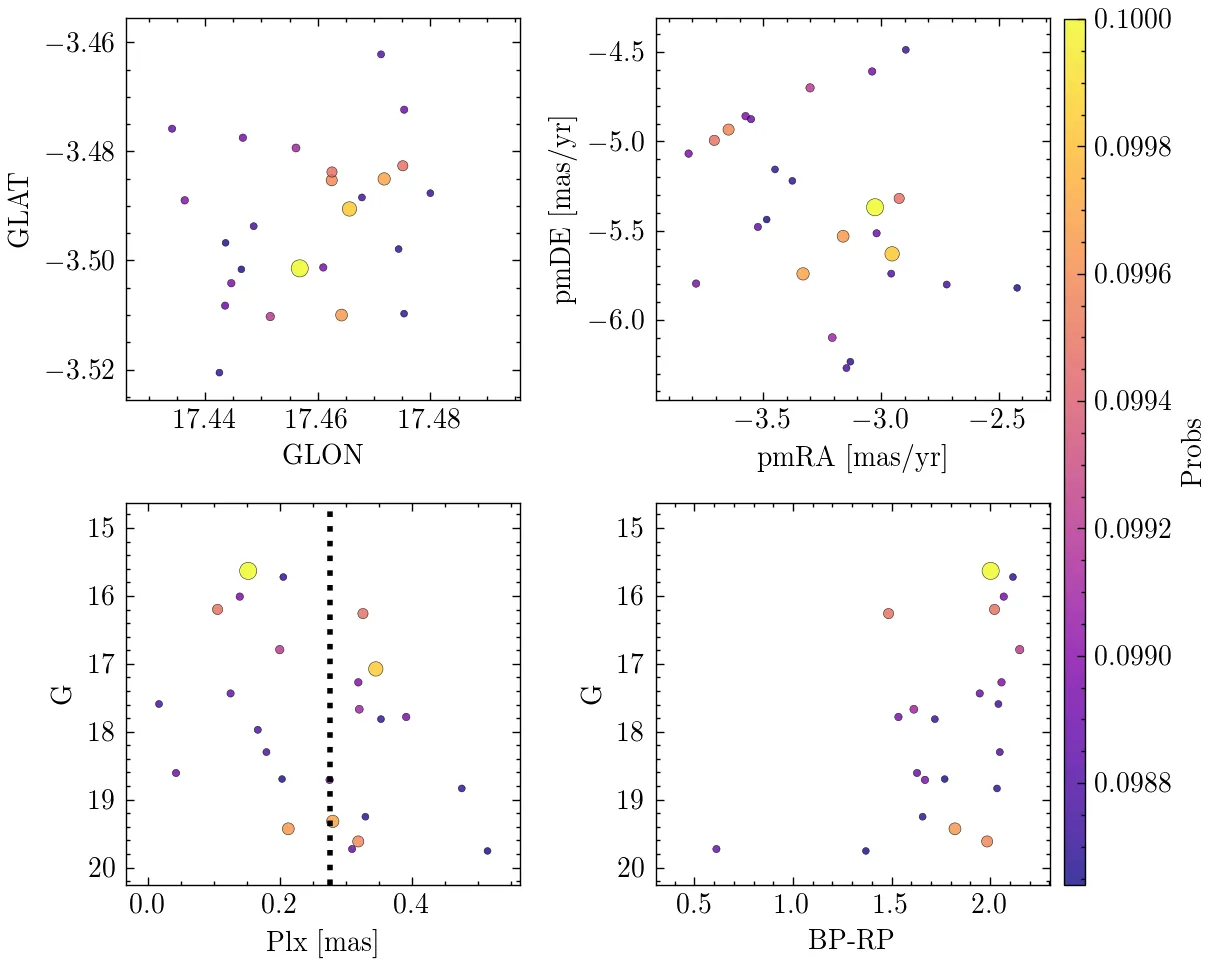 −3.46
−3.48
−3.50
−3.52
GLAT
17.44 17.46 17.48
GLON
−4.5
−5.0
−5.5
−6.0
pmDE [mas/yr]
−3.5 −3.0 −2.5
pmRA [mas/yr]
15
16
17
18
19
20
G
0.0 0.2 0.4
Plx [mas]
15
16
17
18
19
20
G
0.5 1.0 1.5 2.0
BP-RP
0.1000
0.0998
0.0996
0.0994
0.0992
0.0990
0.0988
Probs